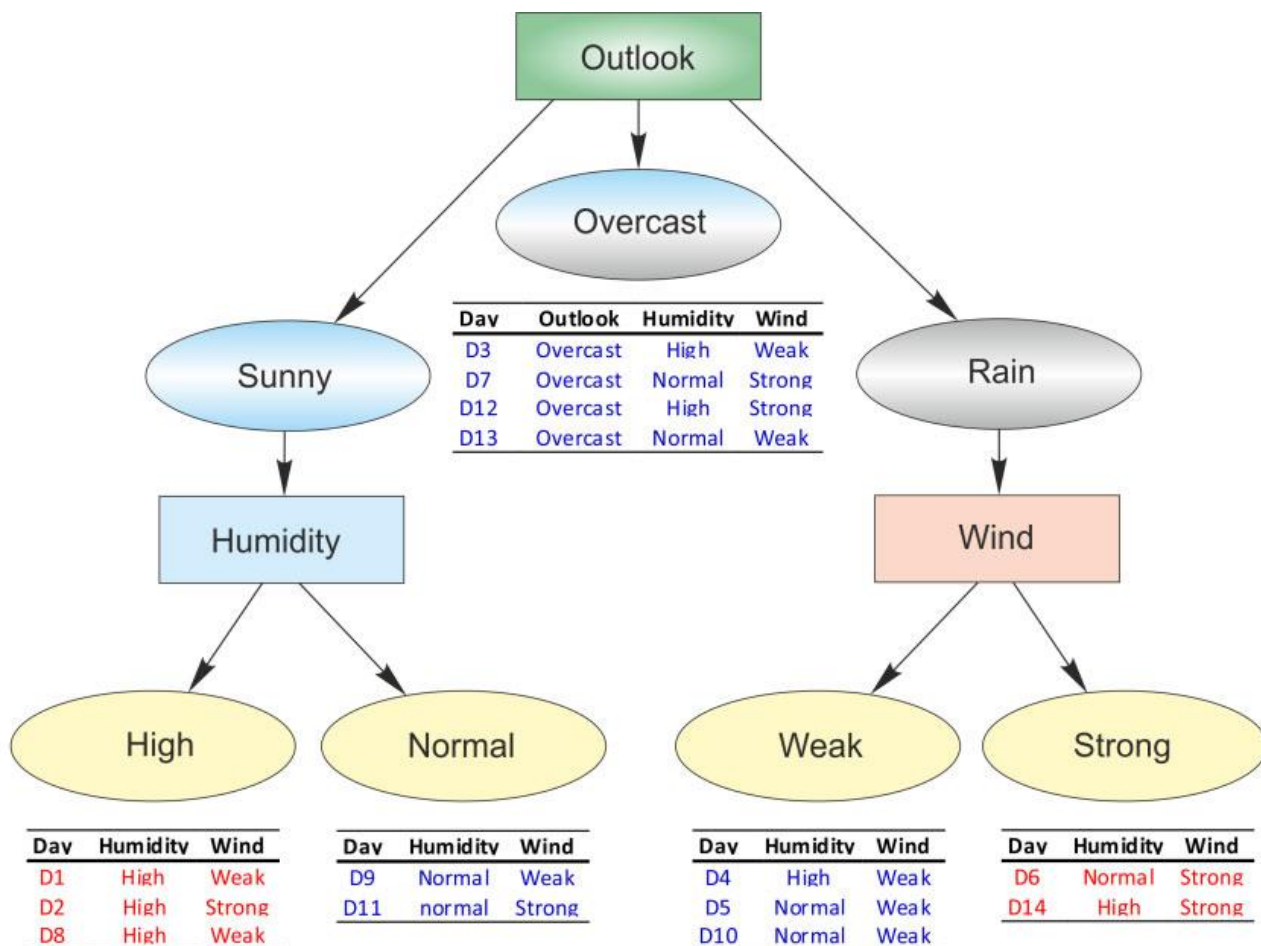 Outlook
Overcast
Day Outlook Humidity Wind
D3 Overcast High Weak
D7 Overcast Normal Strong
D12 Overcast High Strong
D13 Overcast Normal Weak
Sunny
Rain
Humidity
Wind
High
Normal
Weak
Strong
Day Humidity Wind
D1 High Weak
D2 High Strong
D8 High Weak
Day Humidity Wind
D9 Normal Weak
D11 normal Strong
Day Humidity Wind
D4 High Weak
D5 Normal Weak
D10 Normal Weak
Day Humidity Wind
D6 Normal Strong
D14 High Strong